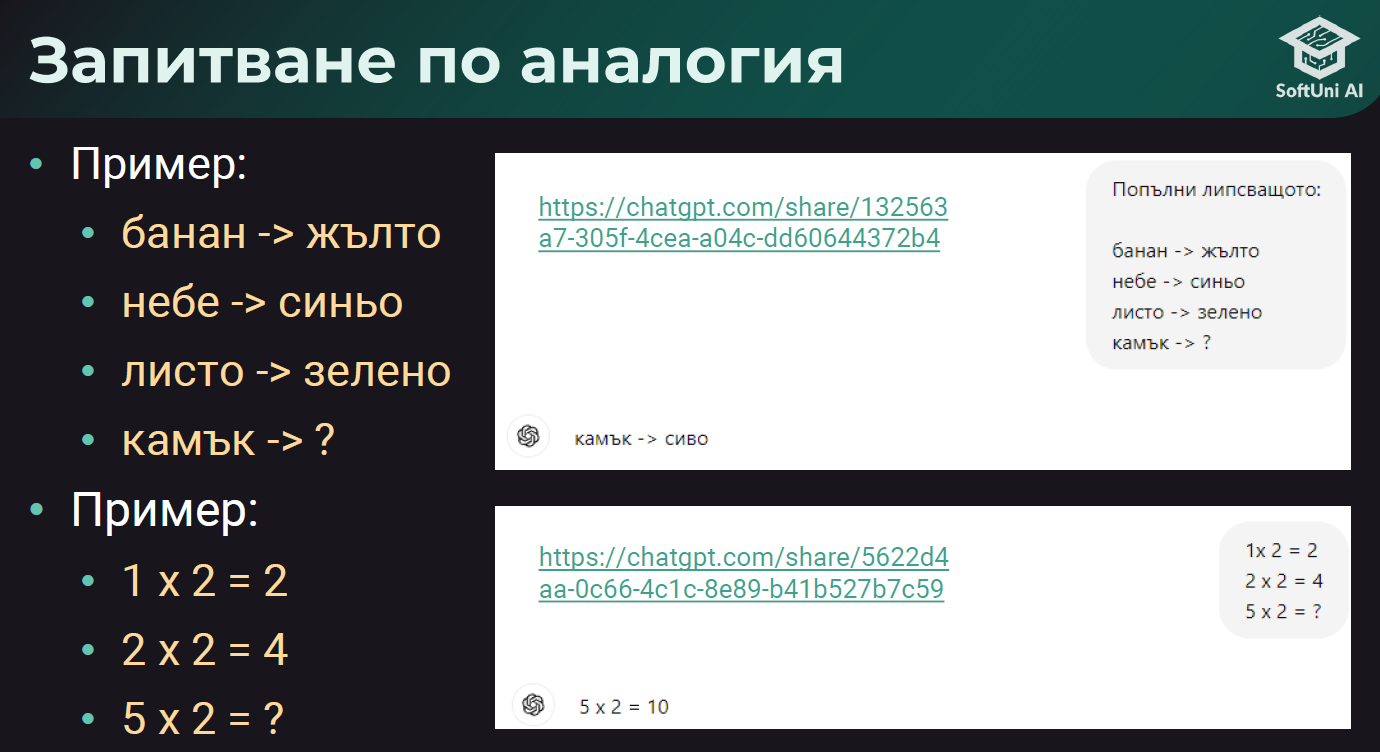 Запитване по аналогия
SoftUni AI
• Пример:
• банан -> жълто
• небе -> синьо
• листо -> зелено
• камък -> ?
https://chatgpt.com/share/132563
a7-305f-4cea-a04c-dd60644372b4
Попълни липсващото:
банан -> жълто
небе -> синьо
листо -> зелено
камък -> ?
камък -> сиво
• Пример:
• 1 x 2 = 2
• 2 x 2 = 4
• 5 x 2 = ?
https://chatgpt.com/share/5622d4
aa-0c66-4c1c-8e89-b41b527b7c59
1x 2 = 2
2 x 2 = 4
5 x 2 = ?
5 x 2 = 10